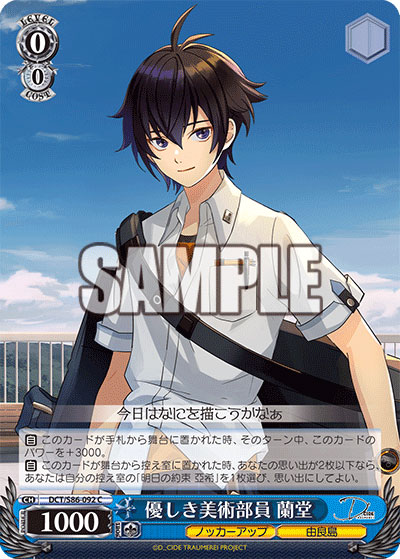 LEVEL
0
0
COST
SAMPLE
今日はなにを描こうかなぁ
自 このカードが手札から舞台に置かれた時、そのターン中、このカードの
パワーを+3000。
自 このカードが舞台から控え室に置かれた時、あなたの思い出が2枚以下なら、
あなたは自分の控え室の「明日の約束 亞希」を1枚選び、思い出にしてよい。
CH DCT/S86-092 C
1000
優しき美術部員 蘭堂
ノッカーアップ 由良島
©D_CIDE TRAUMEREI PROJECT